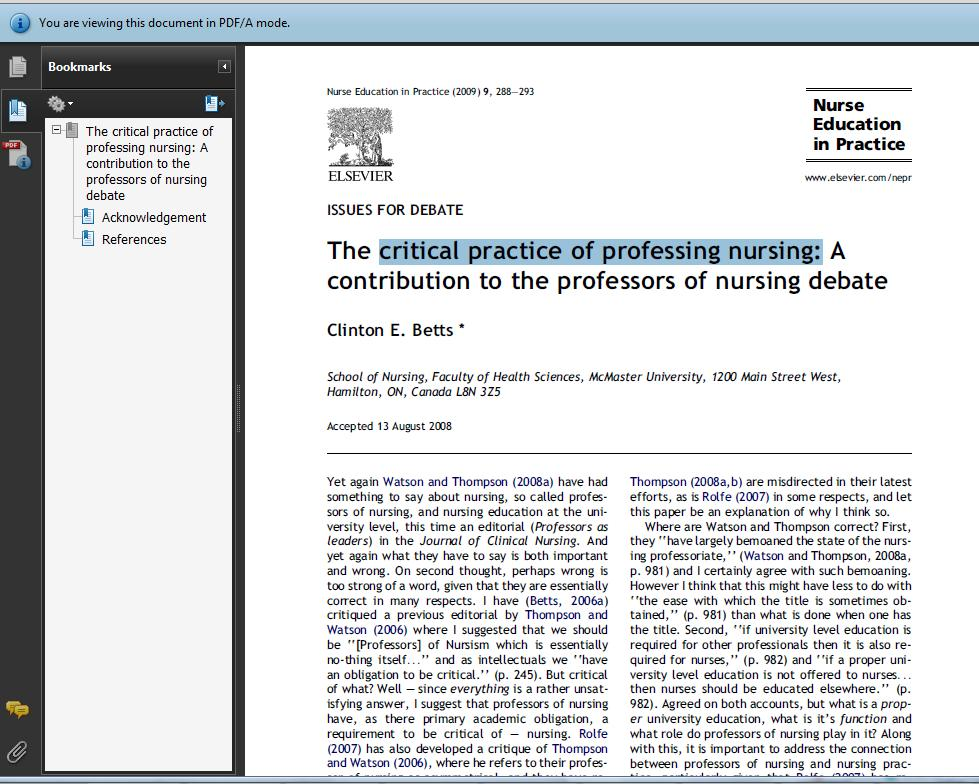 You are viewing this document in PDF/A mode.
Bookmarks
The critical practice of
professing nursing: A
contribution to the
professors of nursing
debate
Acknowledgement
References
Nurse Education in Practice (2009) 9, 288–293
ELSEVIER
Nurse
Education
in Practice
www.elsevier.com/nepr
ISSUES FOR DEBATE
The critical practice of professing nursing: A
contribution to the professors of nursing debate
Clinton E. Betts *
School of Nursing, Faculty of Health Sciences, McMaster University, 1200 Main Street West,
Hamilton, ON, Canada L8N 3Z5
Accepted 13 August 2008
Yet again Watson and Thompson (2008a) have had
something to say about nursing, so called profes-
sors of nursing, and nursing education at the uni-
versity level, this time an editorial (Professors as
leaders) in the Journal of Clinical Nursing. And
yet again what they have to say is both important
and wrong. On second thought, perhaps wrong is
too strong of a word, given that they are essentially
correct in many respects. I have (Betts, 2006a)
critiqued a previous editorial by Thompson and
Watson (2006) where I suggested that we should
be ‘‘[Professors] of Nursism which is essentially
no-thing itself...’’ and as intellectuals we ‘‘have
an obligation to be critical.’’ (p. 245). But critical
of what? Well – since everything is a rather unsat-
isfying answer, I suggest that professors of nursing
have, as there primary academic obligation, a
requirement to be critical of – nursing. Rolfe
(2007) has also developed a critique of Thompson
and Watson (2006), where he refers to their profes-
Thompson (2008a,b) are misdirected in their latest
efforts, as is Rolfe (2007) in some respects, and let
this paper be an explanation of why I think so.
Where are Watson and Thompson correct? First,
they ‘‘have largely bemoaned the state of the nurs-
ing professoriate,’’ (Watson and Thompson, 2008a,
p. 981) and I certainly agree with such bemoaning.
However I think that this might have less to do with
‘‘the ease with which the title is sometimes ob-
tained,’’ (p. 981) than what is done when one has
the title. Second, ‘‘if university level education is
required for other professionals then it is also re-
quired for nurses,’’ (p. 982) and ‘‘if a proper uni-
versity level education is not offered to nurses...
then nurses should be educated elsewhere.’’ (p.
982). Agreed on both accounts, but what is a prop-
er university education, what is it’s function and
what role do professors of nursing play in it? Along
with this, it is important to address the connection
between professors of nursing and nursing prac-